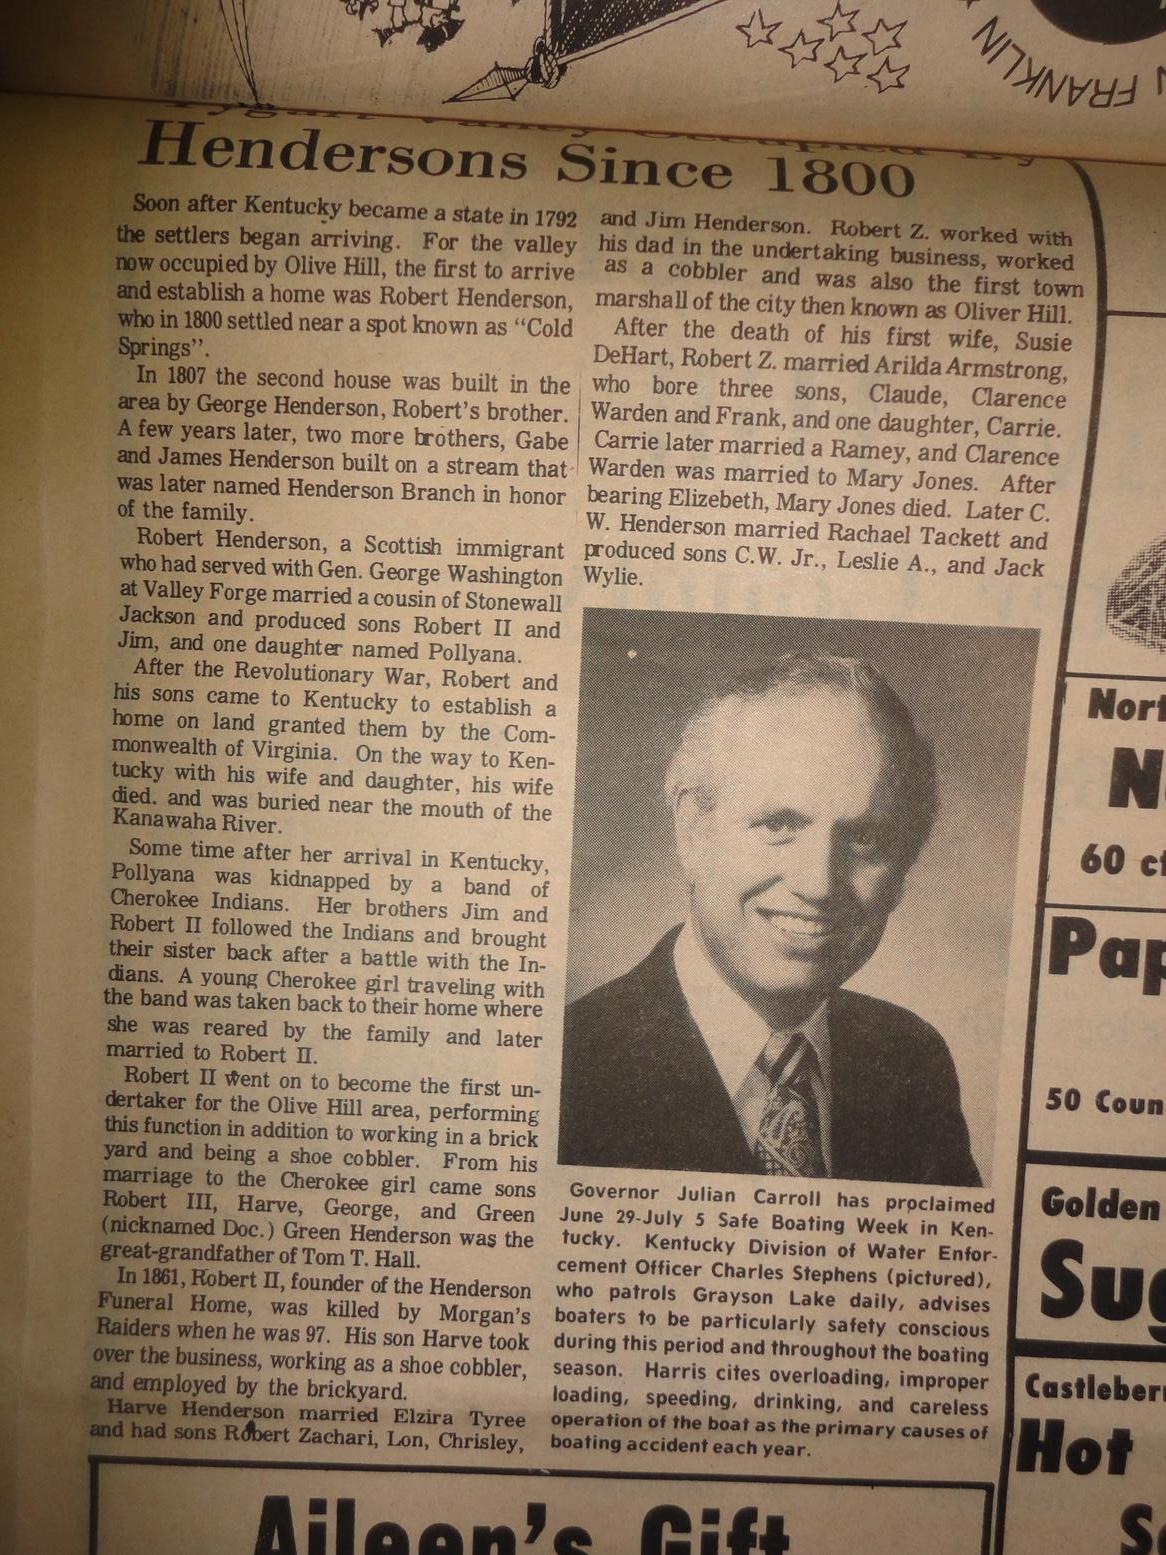 FRANKLIN
Tygart Valley Occupied By
Hendersons Since 1800
Soon after Kentucky became a state in 1792
the settlers began arriving. For the valley
now occupied by Olive Hill, the first to arrive
and establish a home was Robert Henderson,
who in 1800 settled near a spot known as “Cold
Springs”.
In 1807 the second house was built in the
area by George Henderson, Robert's brother.
A few years later, two more brothers, Gabe
and James Henderson built on a stream that
was later named Henderson Branch in honor
of the family.
Robert Henderson, a Scottish immigrant
who had served with Gen. George Washington
at Valley Forge married a cousin of Stonewall
Jackson and produced sons Robert II and
Jim, and one daughter named Pollyana.
After the Revolutionary War, Robert and
his sons came to Kentucky to establish a
home on land granted them by the Com-
monwealth of Virginia. On the way to Ken-
tucky with his wife and daughter, his wife
died. and was buried near the mouth of the
Kanawaha River.
Some time after her arrival in Kentucky,
Pollyana was kidnapped by a band of
Cherokee Indians. Her brothers Jim and
Robert II followed the Indians and brought
their sister back after a battle with the In-
dians. A young Cherokee girl traveling with
the band was taken back to their home where
she was reared by the family and later
married to Robert II.
Robert II went on to become the first un-
dertaker for the Olive Hill area, performing
this function in addition to working in a brick
yard and being a shoe cobbler. From his
marriage to the Cherokee girl came sons
Robert III, Harve, George, and Green
(nicknamed Doc.) Green Henderson was the
great-grandfather of Tom T. Hall.
In 1861, Robert II, founder of the Henderson
Funeral Home, was killed by Morgan's
Raiders when he was 97. His son Harve took
over the business, working as a shoe cobbler,
and employed by the brickyard.
Harve Henderson married Elzira Tyree
and had sons Robert Zachari, Lon, Chrisley,
and Jim Henderson. Robert Z. worked with
his dad in the undertaking business, worked
as a cobbler and was also the first town
marshall of the city then known as Oliver Hill.
After the death of his first wife, Susie
DeHart, Robert Z. married Arilda Armstrong,
who bore three sons, Claude, Clarence
Warden and Frank, and one daughter, Carrie.
Carrie later married a Ramey, and Clarence
Warden was married to Mary Jones. After
bearing Elizebeth, Mary Jones died. Later C.
W. Henderson married Rachael Tackett and
produced sons C.W. Jr., Leslie A., and Jack
Wylie.
Governor Julian Carroll has proclaimed
June 29-July 5 Safe Boating Week in Ken-
tucky. Kentucky Division of Water Enfor-
cement Officer Charles Stephens (pictured),
who patrols Grayson Lake daily, advises
boaters to be particularly safety conscious
during this period and throughout the boating
season. Harris cites overloading, improper
loading, speeding, drinking, and careless
operation of the boat as the primary causes of
boating accident each year.
60 ct
Pap
50 Coun
Golden
Sug
Castleberr
Hot
Aileen's Gift